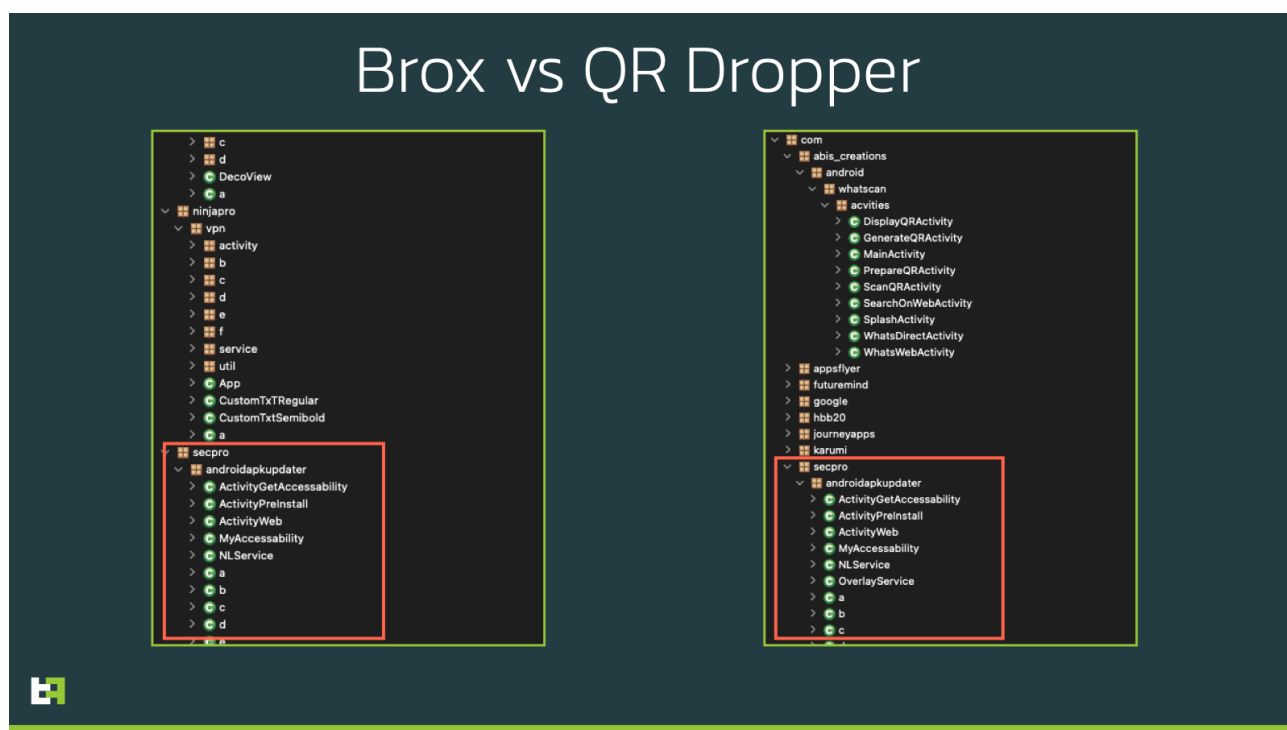 Brox vs QR Dropper
c
d
DecoView
a
ninjapro
vpn
activity
b
c
d
e
f
service
util
App
CustomTxTRegular
CustomTxtSemibold
a
secpro
androidapkupdater
ActivityGetAccessability
ActivityPreInstall
ActivityWeb
MyAccessability
NLService
a
b
c
d
e
com
abis_creations
android
whatscan
acvities
DisplayQRActivity
GenerateQRActivity
MainActivity
PrepareQRActivity
ScanQRActivity
SearchOnWebActivity
SplashActivity
WhatsDirectActivity
WhatsWebActivity
appsflyer
futuremind
google
hbb20
journeyapps
karumi
secpro
androidapkupdater
ActivityGetAccessability
ActivityPreInstall
ActivityWeb
MyAccessability
NLService
OverlayService
a
b
c